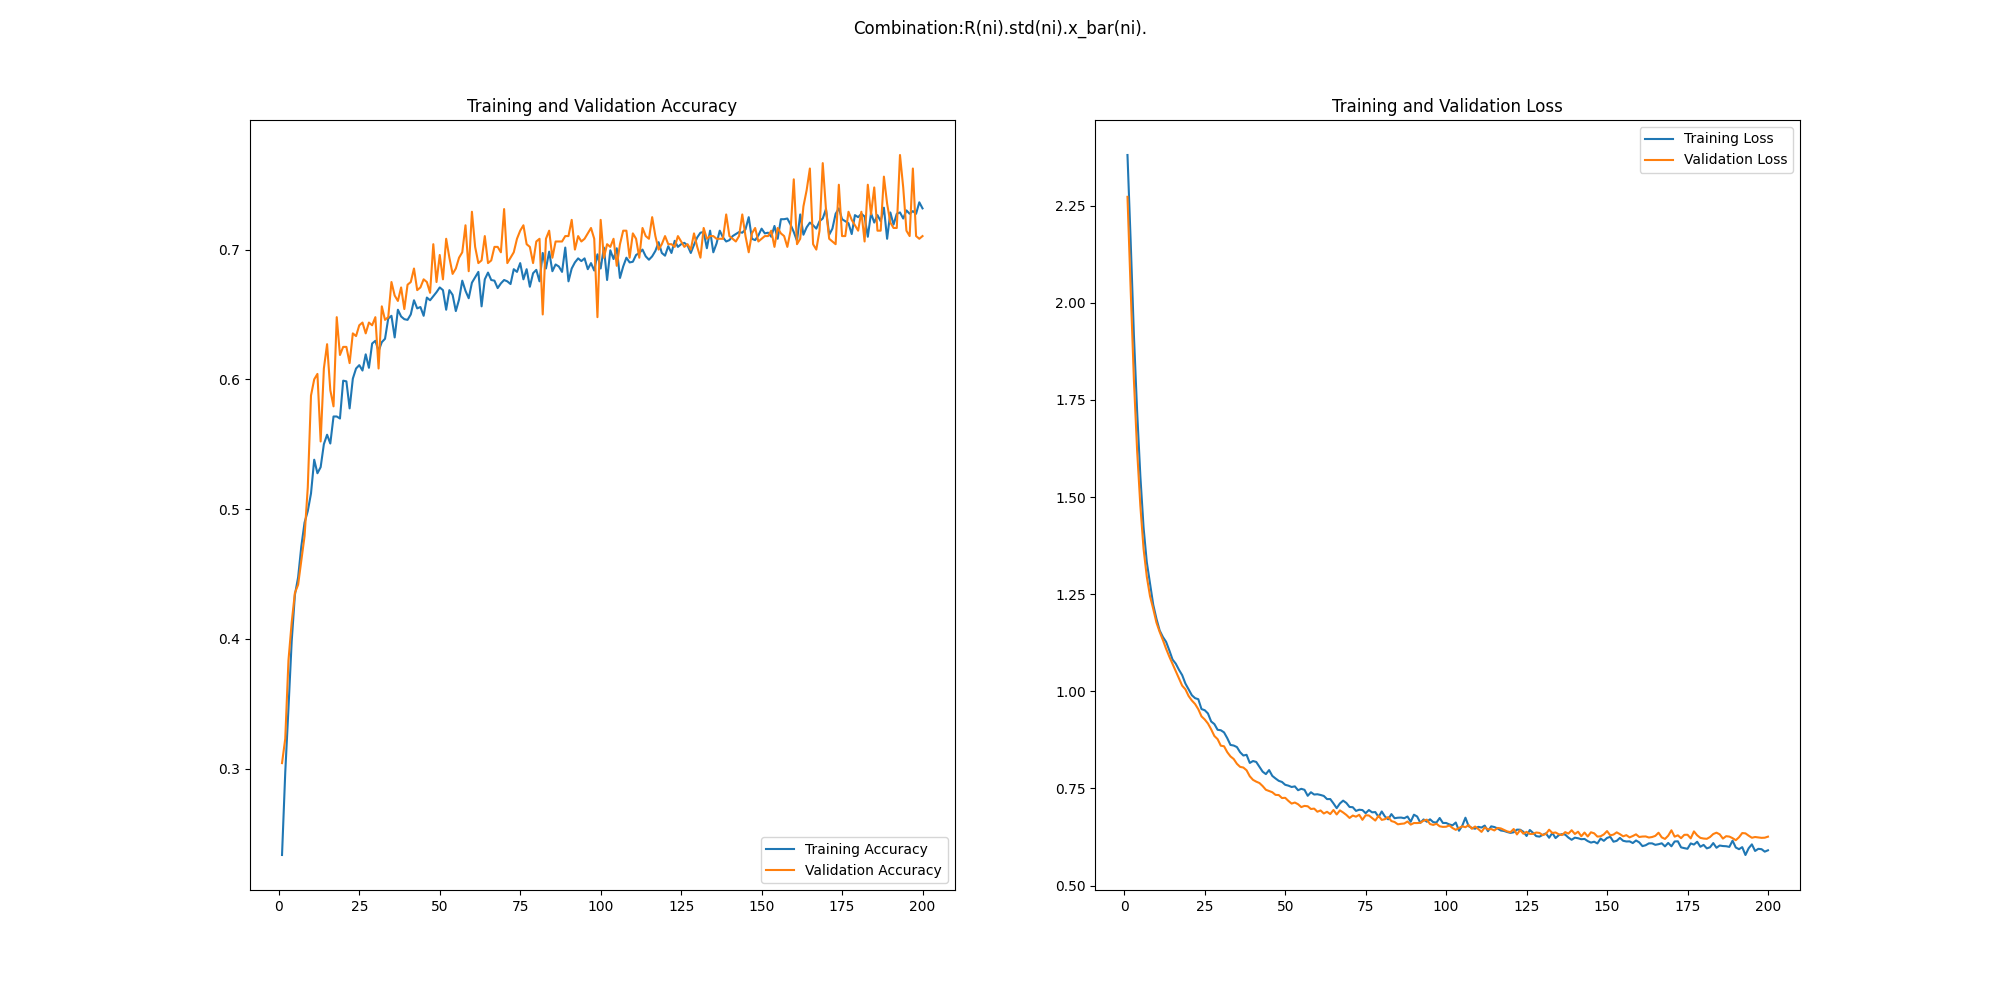 Combination:R(ni).std(ni).x_bar(ni).
Training and Validation Accuracy
0.7
0.6
0.5
0.4
0.3
0 25 50 75 100 125 150 175 200
Training Accuracy
Validation Accuracy
Training and Validation Loss
2.25
2.00
1.75
1.50
1.25
1.00
0.75
0.50
0 25 50 75 100 125 150 175 200
Training Loss
Validation Loss